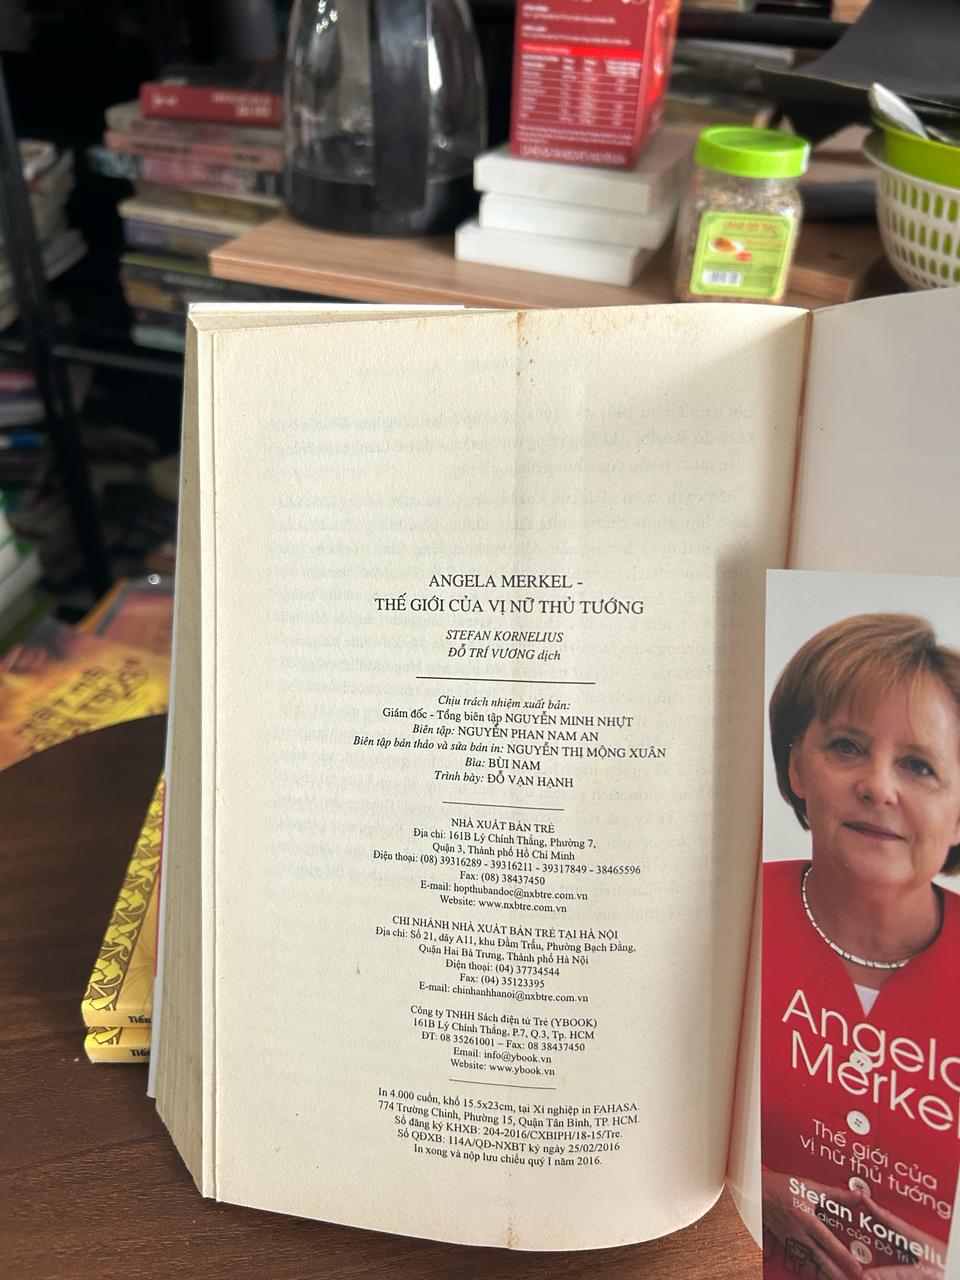 ANGELA MERKEL -
THẾ GIỚI CỦA VỊ NỮ THỦ TƯỚNG
STEFAN KORNELIUS
ĐỖ TRÍ VƯƠNG dịch
Chịu trách nhiệm xuất bản:
Giám đốc - Tổng biên tập NGUYỄN MINH NHỰT
Biên tập: NGUYỄN PHAN NAM AN
Biên tập bản thảo và sửa bản in: NGUYỄN THỊ MỘNG XUÂN
Bìa: BÙI NAM
Trình bày: ĐỖ VẠN HẠNH
NHÀ XUẤT BẢN TRẺ
Địa chỉ: 161B Lý Chính Thắng, Phường 7,
Quận 3, Thành phố Hồ Chí Minh
Điện thoại: (08) 39316289 - 39316211 - 39317849 - 38465596
Fax: (08) 38437450
E-mail: hopthubandoc@nxbtre.com.vn
Website: www.nxbtre.com.vn
CHI NHÁNH NHÀ XUẤT BẢN TRẺ TẠI HÀ NỘI
Địa chỉ: Số 21, dãy A11, khu Đầm Trấu, Phường Bạch Đằng,
Quận Hai Bà Trưng, Thành phố Hà Nội
Điện thoại: (04) 37734544
Fax: (04) 35123395
E-mail: chinhanhhanoi@nxbtre.com.vn
Công ty TNHH Sách điện tử Trẻ (YBOOK)
161B Lý Chính Thắng, P.7, Q.3, Tp. HCM
ĐT: 08 35261001 – Fax: 08 38437450
Email: info@ybook.vn
Website: www.ybook.vn
In 4.000 cuốn, khổ 15.5x23cm, tại Xí nghiệp in FAHASA.
774 Trường Chinh, Phường 15, Quận Tân Bình, TP. HCM.
Số đăng ký KHXB: 204-2016/CXBIPH/18-15/Tre.
Số QĐXB: 114A/QĐ-NXBT ký ngày 25/02/2016
In xong và nộp lưu chiểu quý I năm 2016.
Angela
Merkel
Thế giới của
vị nữ thủ tướng
Stefan Kornelius
Bản dịch của Đỗ Trí
Tiến
Tiến